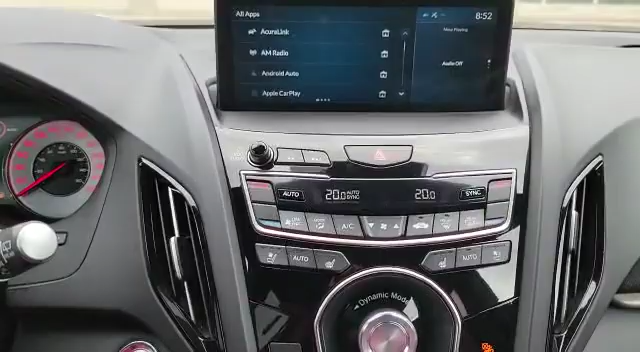 All Apps
8:52
AcuraLink
Now Playing
AM Radio
Audio Off
Android Auto
Apple CarPlay
AUTO
20.0
AUTO
SYNC
20.0
SYNC
A/C
AUTO
AUTO
Dynamic Mode